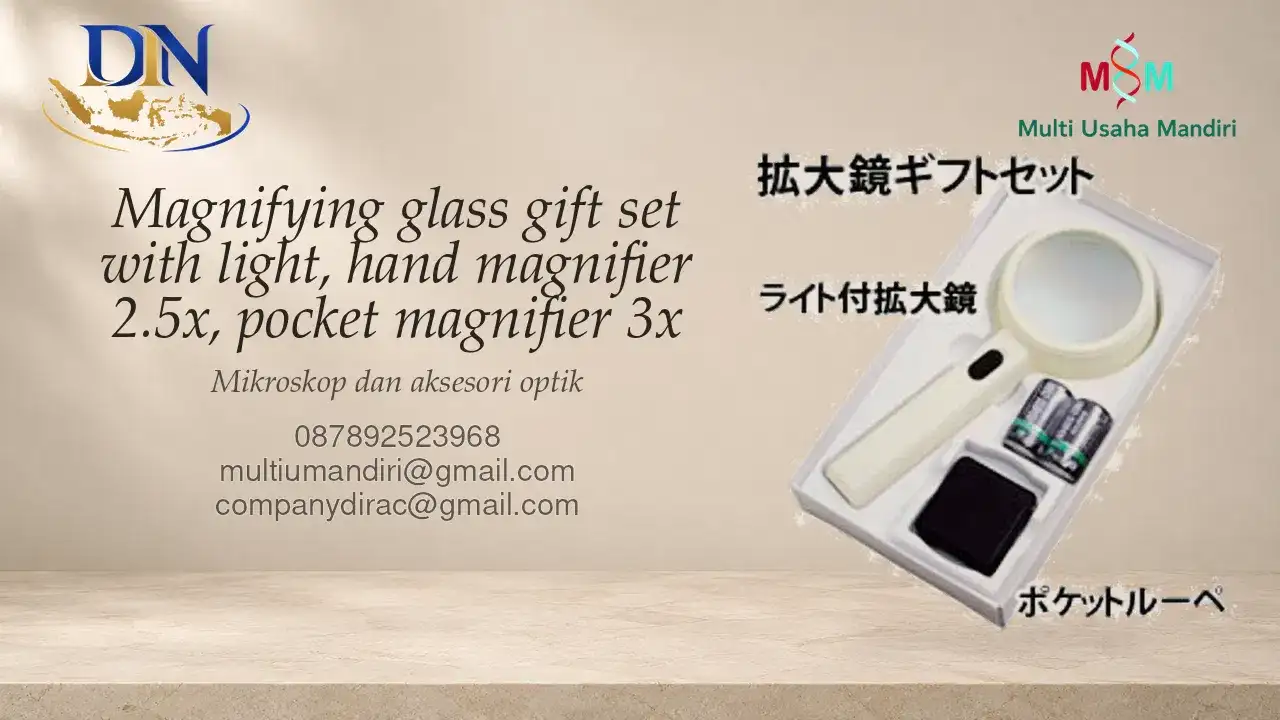 DIN
M M
Multi Usaha Mandiri
Magnifying glass gift set
with light, hand magnifier
2.5x, pocket magnifier 3x
Mikroskop dan aksesori optik
087892523968
multiumandiri@gmail.com
companydirac@gmail.com
拡大鏡ギフトセット
ライト付拡大鏡
ポケットルーペ